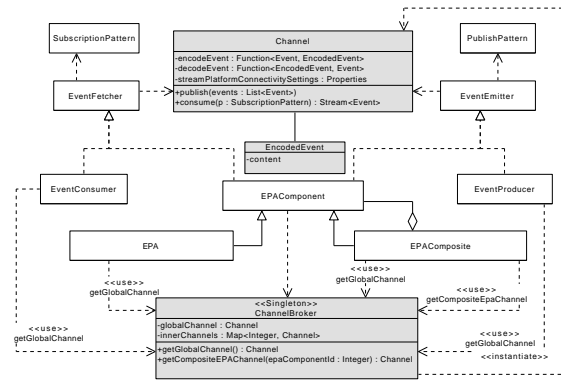 Channel
-encodeEvent : Function<Event, EncodedEvent>
-decodeEvent : Function<EncodedEvent, Event>
-streamPlatformConnectivitySettings : Properties
+publish(events : List<Event>)
+consume(p : SubscriptionPattern) : Stream<Event>
SubscriptionPattern
PublishPattern
EventFetcher
EventEmitter
EncodedEvent
-content
EventConsumer
EPAComponent
EventProducer
EPA
EPAComposite
<<use>>
getGlobalChannel
<<use>>
getGlobalChannel
<<use>>
getCompositeEpaChannel
<<Singleton>>
ChannelBroker
-globalChannel : Channel
-innerChannels : Map<Integer, Channel>
+getGlobalChannel() : Channel
+getCompositeEPAChannel(epaComponentId : Integer) : Channel
<<use>>
getGlobalChannel
<<use>>
getGlobalChannel
<<instantiate>>